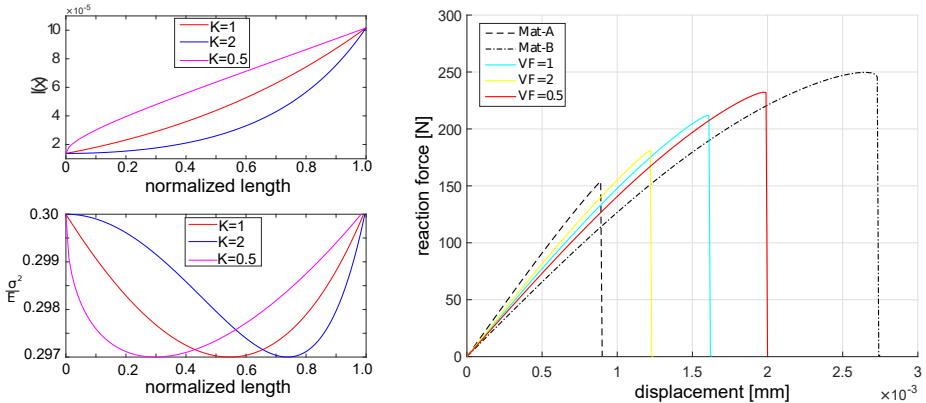 ×10⁻⁵
10
8
6
4
2
l(x)
K=1
K=2
K=0.5
0
0.2
0.4
0.6
0.8
1.0
normalized length
0.30
0.299
0.298
0.297
K=1
K=2
K=0.5
0
0.2
0.4
0.6
0.8
1.0
normalized length
300
250
200
150
100
50
0
reaction force [N]
Mat-A
Mat-B
VF=1
VF=2
VF=0.5
0
0.5
1
1.5
2
2.5
3
displacement [mm]
×10⁻³